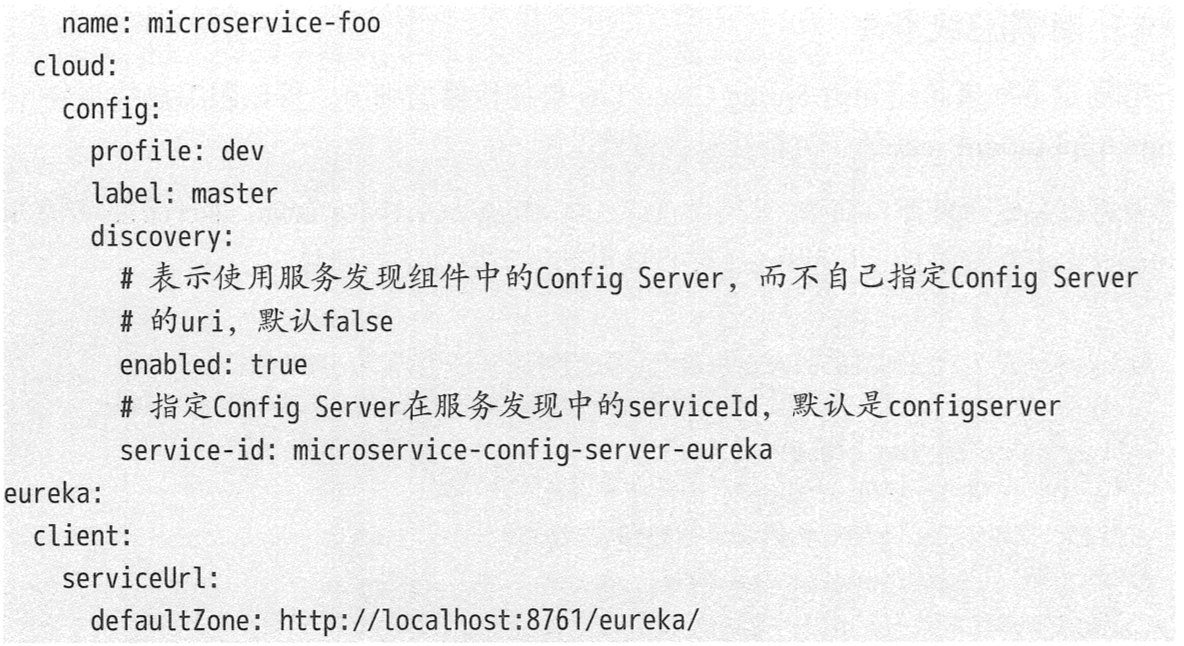 name: microservice-foo
  cloud:
    config:
      profile: dev
      label: master
      discovery:
        # 表示使用服务发现组件中的Config Server, 而不自己指定Config Server
        # 的uri, 默认false
        enabled: true
        # 指定Config Server在服务发现中的serviceId, 默认是configserver
        service-id: microservice-config-server-eureka
eureka:
  client:
    serviceUrl:
      defaultZone: http://localhost:8761/eureka/